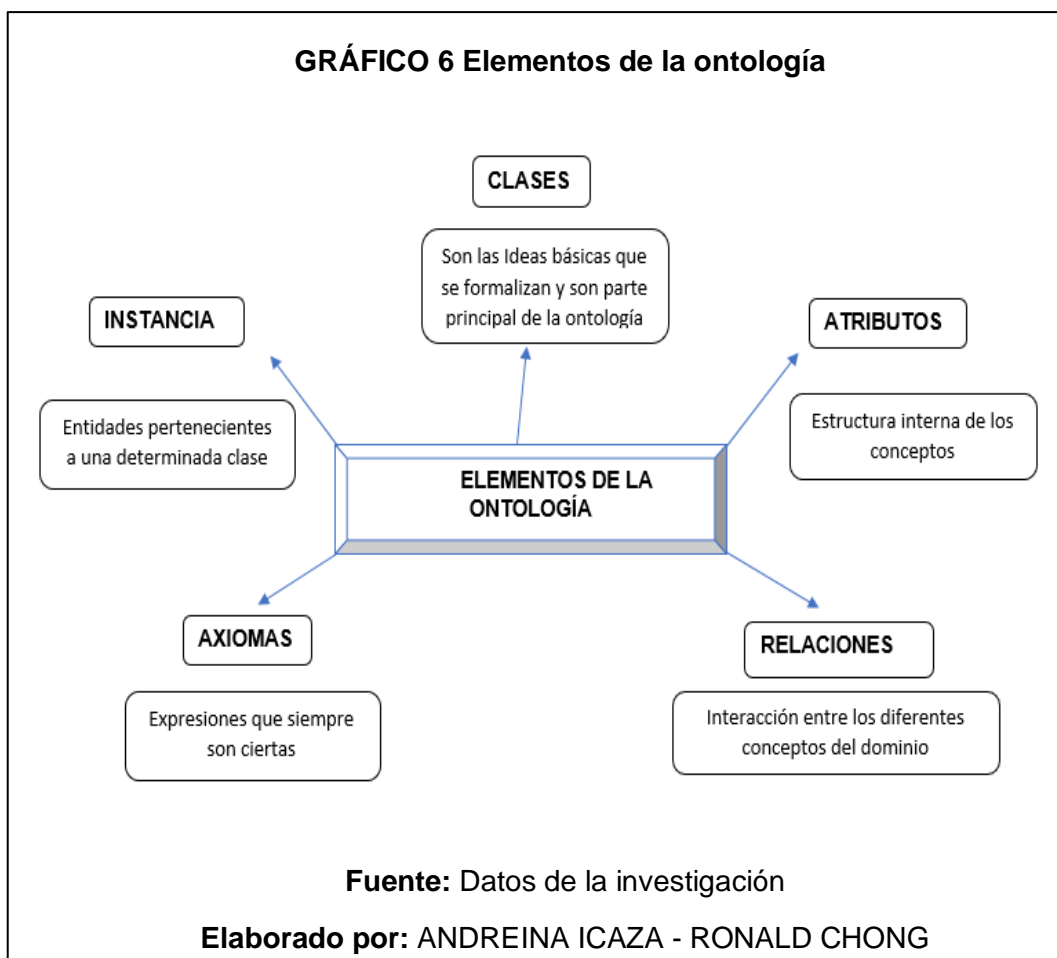 GRÁFICO 6 Elementos de la ontología
CLASES
Son las Ideas básicas que
se formalizan y son parte
principal de la ontología
INSTANCIA
Entidades pertenecientes
a una determinada clase
ATRIBUTOS
Estructura interna de los
conceptos
ELEMENTOS DE LA
ONTOLOGÍA
AXIOMAS
Expresiones que siempre
son ciertas
RELACIONES
Interacción entre los diferentes
conceptos del dominio
Fuente: Datos de la investigación
Elaborado por: ANDREINA ICAZA - RONALD CHONG